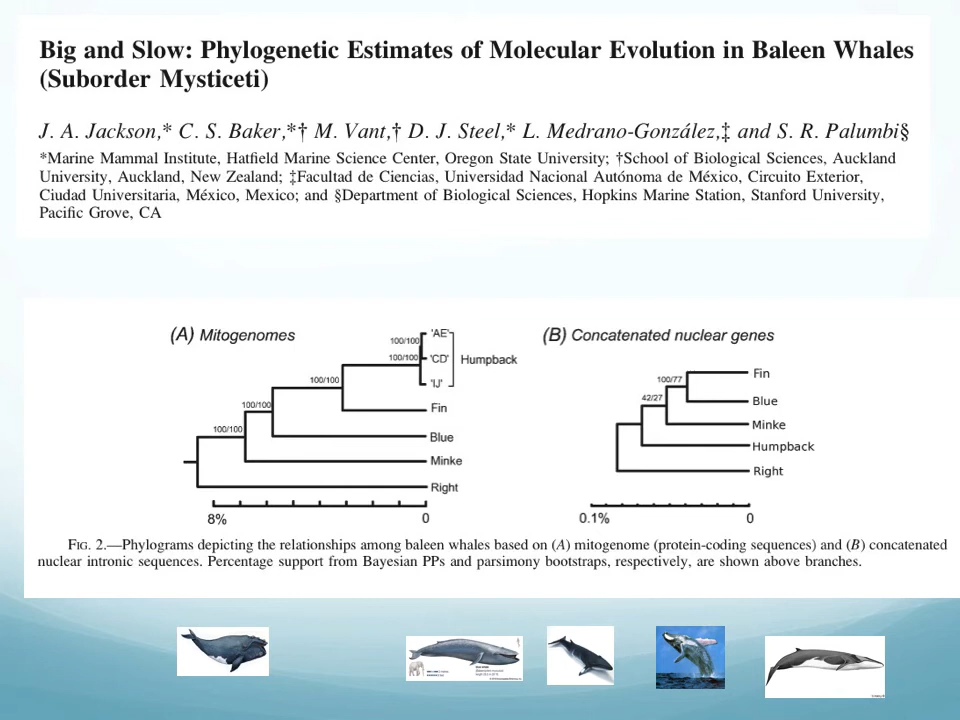 Big and Slow: Phylogenetic Estimates of Molecular Evolution in Baleen Whales
(Suborder Mysticeti)
J. A. Jackson,* C. S. Baker,*† M. Vant,† D. J. Steel,* L. Medrano-González,‡ and S. R. Palumbi§
*Marine Mammal Institute, Hatfield Marine Science Center, Oregon State University; †School of Biological Sciences, Auckland
University, Auckland, New Zealand; ‡Facultad de Ciencias, Universidad Nacional Autónoma de México, Circuito Exterior,
Ciudad Universitaria, México, Mexico; and §Department of Biological Sciences, Hopkins Marine Station, Stanford University,
Pacific Grove, CA
(A) Mitogenomes
100/100
'AE'
100/100
'CD'
Humpback
'IJ'
100/100
Fin
100/100
Blue
100/100
Minke
Right
8%
0
(B) Concatenated nuclear genes
Fin
100/77
Blue
42/27
Minke
Humpback
Right
0.1%
0
FIG. 2.—Phylograms depicting the relationships among baleen whales based on (A) mitogenome (protein-coding sequences) and (B) concatenated
nuclear intronic sequences. Percentage support from Bayesian PPs and parsimony bootstraps, respectively, are shown above branches.